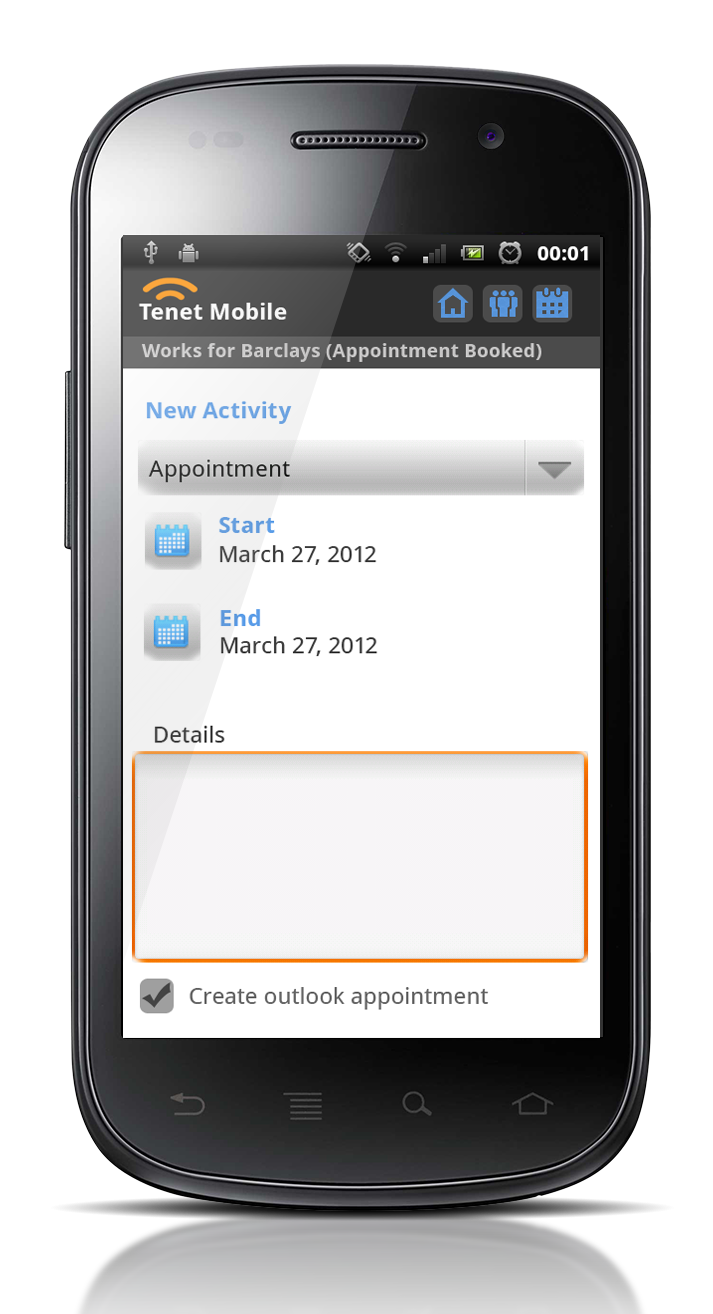 00:01
Tenet Mobile
Works for Barclays (Appointment Booked)
New Activity
Appointment
Start
March 27, 2012
End
March 27, 2012
Details
Create outlook appointment